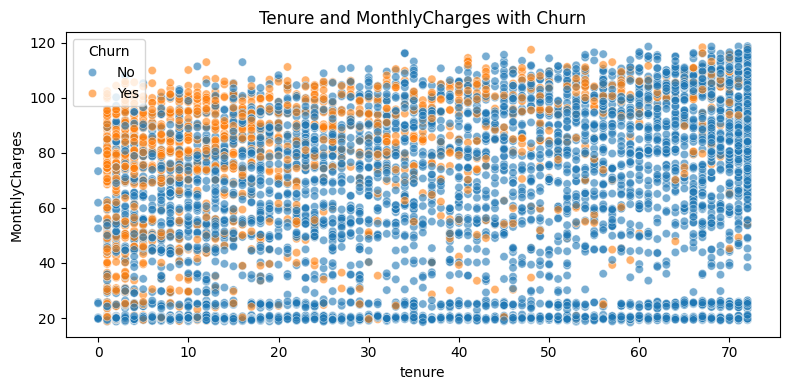 Tenure and MonthlyCharges with Churn
Churn
No
Yes
MonthlyCharges
120
100
80
60
40
20
0 10 20 30 40 50 60 70
tenure